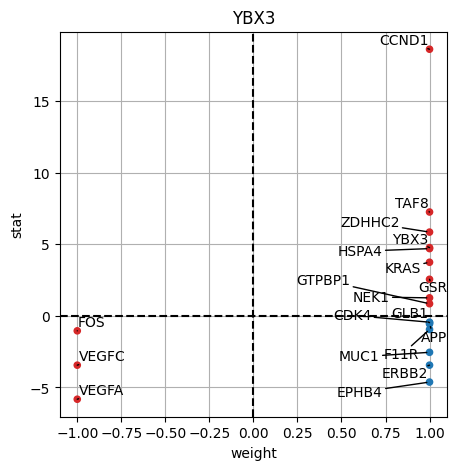 YBX3
CCND1
15
TAF8
10
ZDHHC2
YBX3
HSPA4
5
KRAS
GTPBP1
GSR
NEK1
GLB1
CDK4
0
FOS
APP
F11R
MUC1
VEGFC
ERBB2
EPHB4
VEGFA
−5
stat
−1.00 −0.75 −0.50 −0.25 0.00 0.25 0.50 0.75 1.00
weight